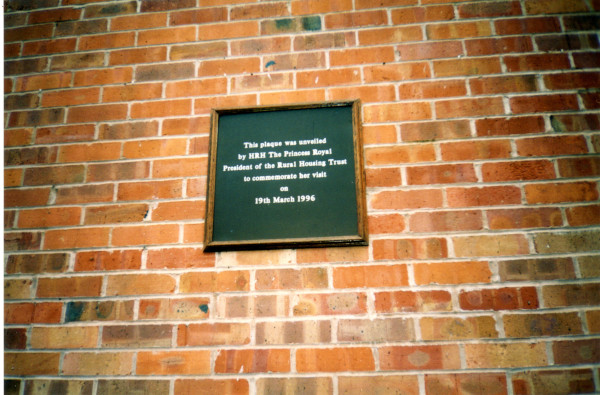 This plaque was unveiled
by HRH The Princess Royal
President of the Rural Housing Trust
to commemorate her visit
on
19th March 1996